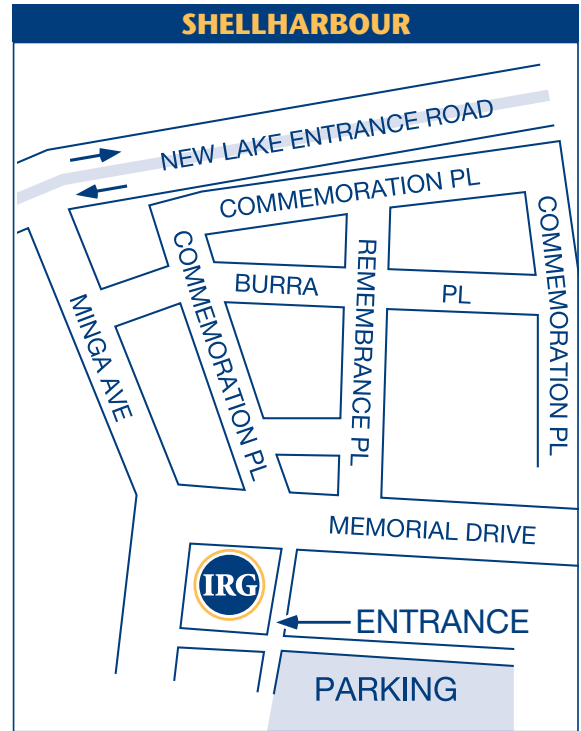 SHELLHARBOUR
NEW LAKE ENTRANCE ROAD
COMMEMORATION PL
COMMEMORATION PL
COMMEMORATION PL
BURRA PL
REMEMBRANCE PL
MINGA AVE
MEMORIAL DRIVE
IRG
ENTRANCE
PARKING